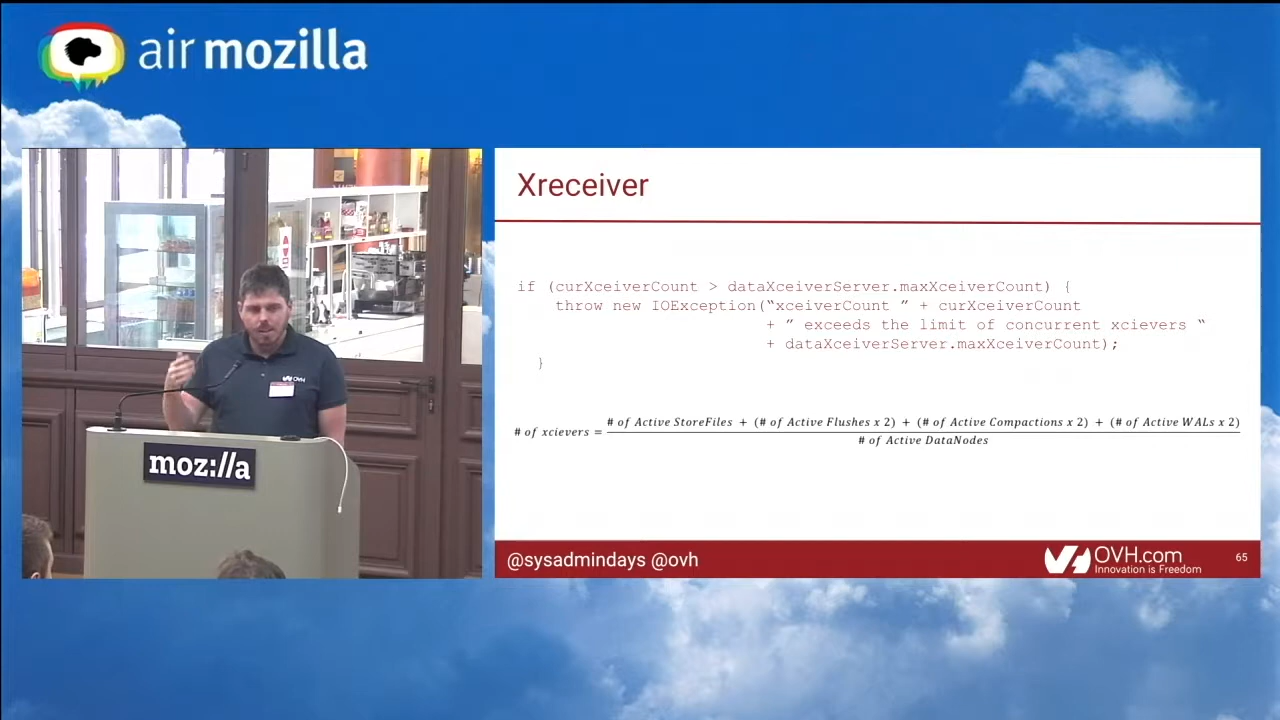 air mozilla
Xreceiver
if (curXceiverCount > dataXceiverServer.maxXceiverCount) {
throw new IOException(“xceiverCount ” + curXceiverCount
+ ” exceeds the limit of concurrent xcievers “
+ dataXceiverServer.maxXceiverCount);
}
# of xcievers = # of Active StoreFiles + (# of Active Flushes x 2) + (# of Active Compactions x 2) + (# of Active WALs x 2)
# of Active DataNodes
OVH
moz://a
@sysadmindays @ovh
OVH.com
Innovation is Freedom
65